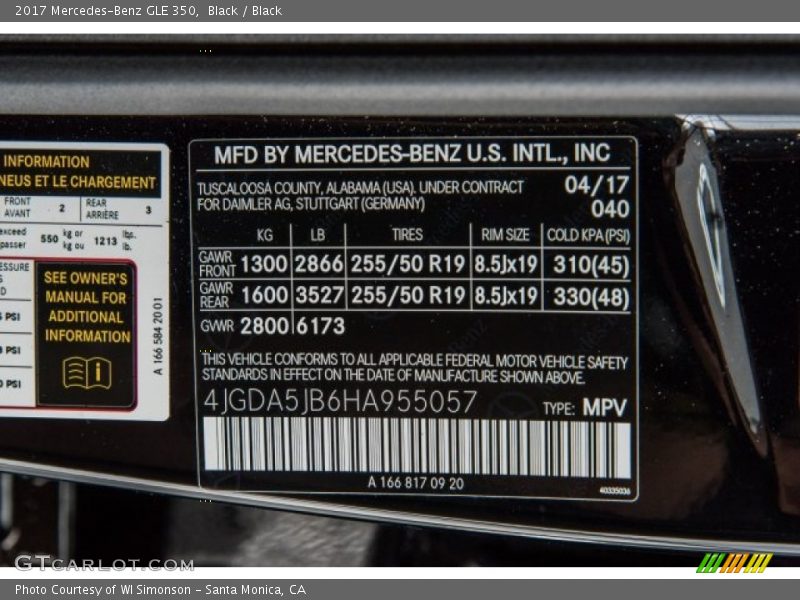 2017 Mercedes-Benz GLE 350,  Black / Black
INFORMATION
NEUS ET LE CHARGEMENT
FRONT AVANT 2 REAR ARRIÈRE 3
550 kg or kg ou 1213 lbs. lb.
SEE OWNER'S
MANUAL FOR
ADDITIONAL
INFORMATION
PSI
PSI
PSI
A 166 584 20 01
MFD BY MERCEDES-BENZ U.S. INTL., INC
TUSCALOOSA COUNTY, ALABAMA (USA). UNDER CONTRACT 04/17
FOR DAIMLER AG, STUTTGART (GERMANY) 040
KG LB TIRES RIM SIZE COLD KPA(PSI)
GAWR FRONT 1300 2866 255/50 R19 8.5Jx19 310(45)
GAWR REAR 1600 3527 255/50 R19 8.5Jx19 330(48)
GWR 2800 6173
THIS VEHICLE CONFORMS TO ALL APPLICABLE FEDERAL MOTOR VEHICLE SAFETY
STANDARDS IN EFFECT ON THE DATE OF MANUFACTURE SHOWN ABOVE.
4JGDA5JB6HA955057 TYPE: MPV
A 166 817 09 20
40335036
GTCARLOT.COM
Photo Courtesy of WI Simonson - Santa Monica, CA